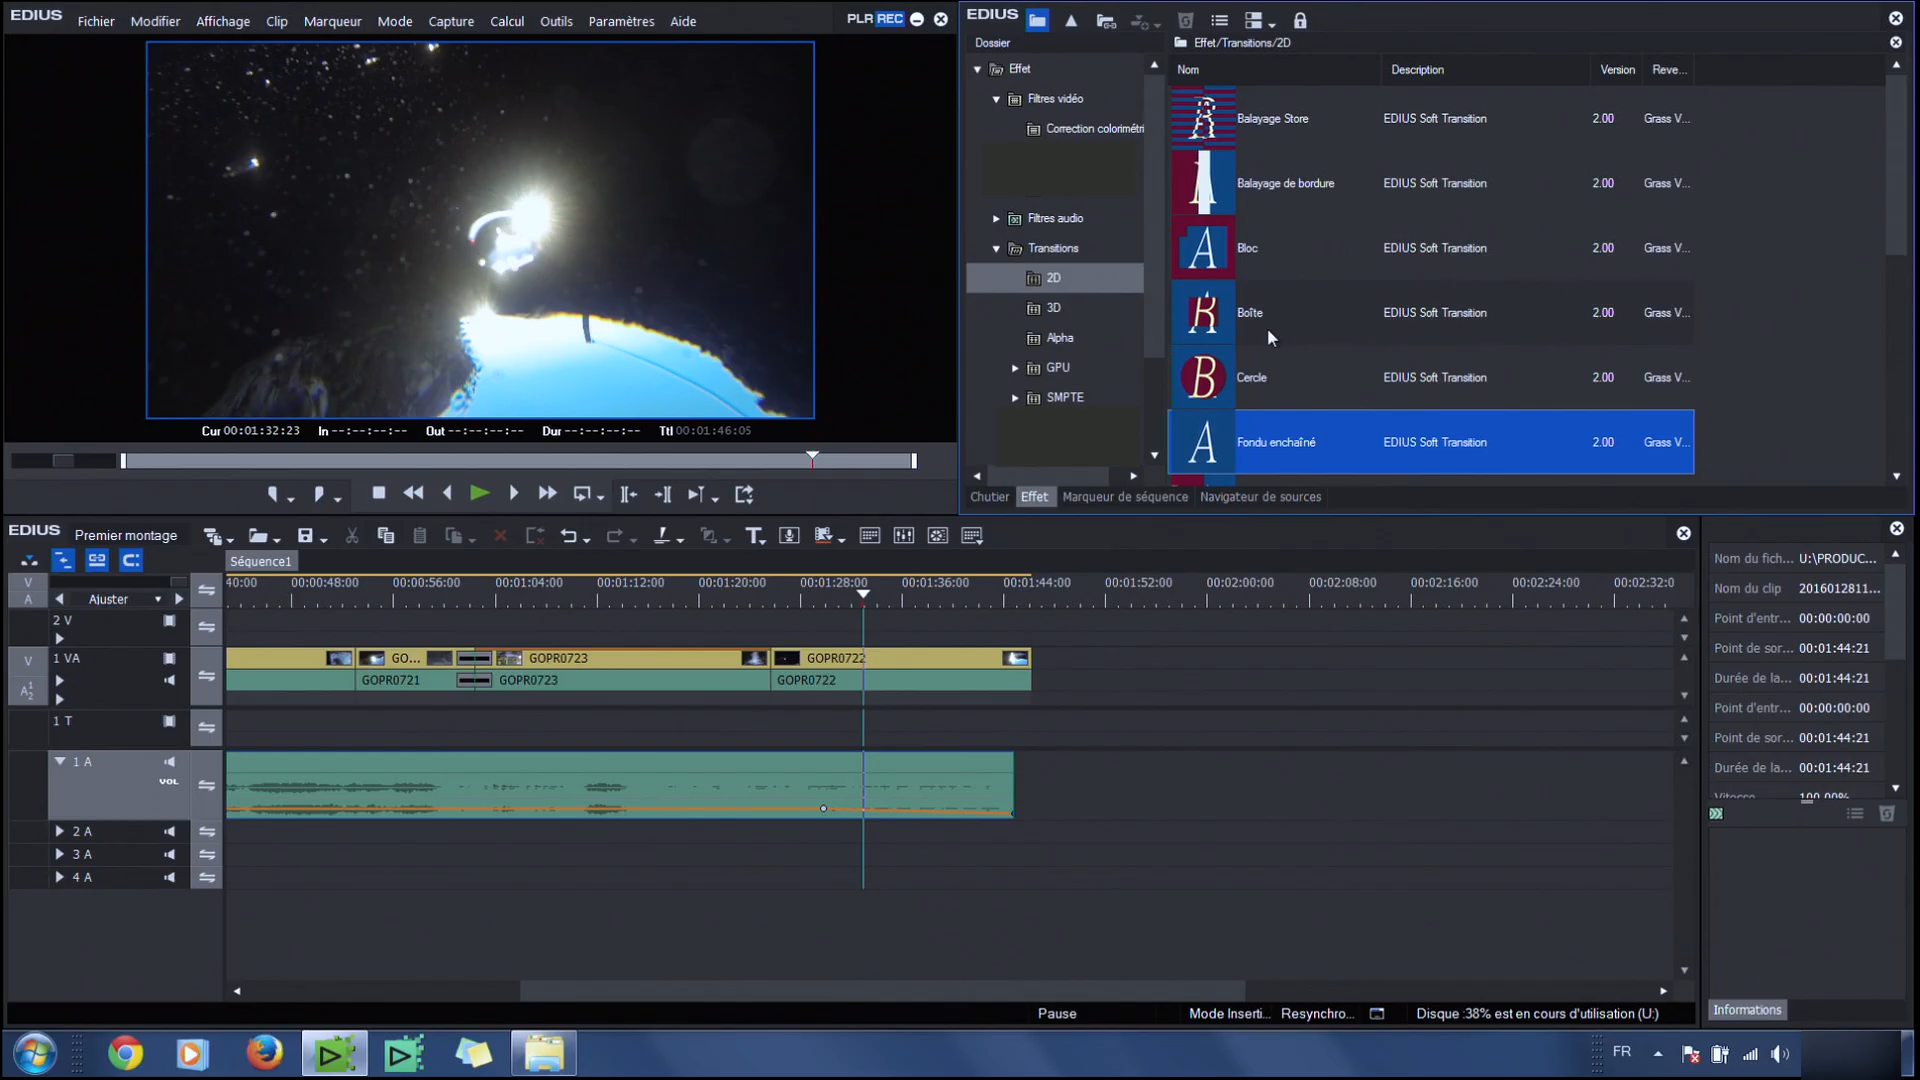 EDIUS Fichier Modifier Affichage Clip Marqueur Mode Capture Calcul Outils Paramètres Aide PLR REC
Cur 00:01:32:23 In --:--:--:-- Out --:--:--:-- Dur --:--:--:-- Ttl 00:01:46:05
EDIUS
Dossier
Effet
Filtres vidéo
Correction colorimétri
Filtres audio
Transitions
2D
3D
Alpha
GPU
SMPTE
Effet/Transitions/2D
Nom Description Version Reve...
Balayage Store EDIUS Soft Transition 2.00 Grass V...
Balayage de bordure EDIUS Soft Transition 2.00 Grass V...
A Bloc EDIUS Soft Transition 2.00 Grass V...
Boîte EDIUS Soft Transition 2.00 Grass V...
B Cercle EDIUS Soft Transition 2.00 Grass V...
A Fondu enchaîné EDIUS Soft Transition 2.00 Grass V...
Chutier Effet Marqueur de séquence Navigateur de sources
EDIUS Premier montage
Séquence1
V
A
Ajuster
40:00 00:00:48:00 00:00:56:00 00:01:04:00 00:01:12:00 00:01:20:00 00:01:28:00 00:01:36:00 00:01:44:00 00:01:52:00 00:02:00:00 00:02:08:00 00:02:16:00 00:02:24:00 00:02:32:0
2 V
V 1 VA GO... GOPR0723 GOPR0722
A 1 2 GOPR0721 GOPR0723 GOPR0722
1 T
1 A
VOL
2 A
3 A
4 A
Nom du fich... U:\PRODUC...
Nom du clip 2016012811...
Point d'entr... 00:00:00:00
Point de sor... 00:01:44:21
Durée de la... 00:01:44:21
Point d'entr... 00:00:00:00
Point de sor... 00:01:44:21
Durée de la... 00:01:44:21
Vitesse 100.00%
Informations
Pause Mode Inserti... Resynchro... Disque :38% est en cours d'utilisation (U:)
FR